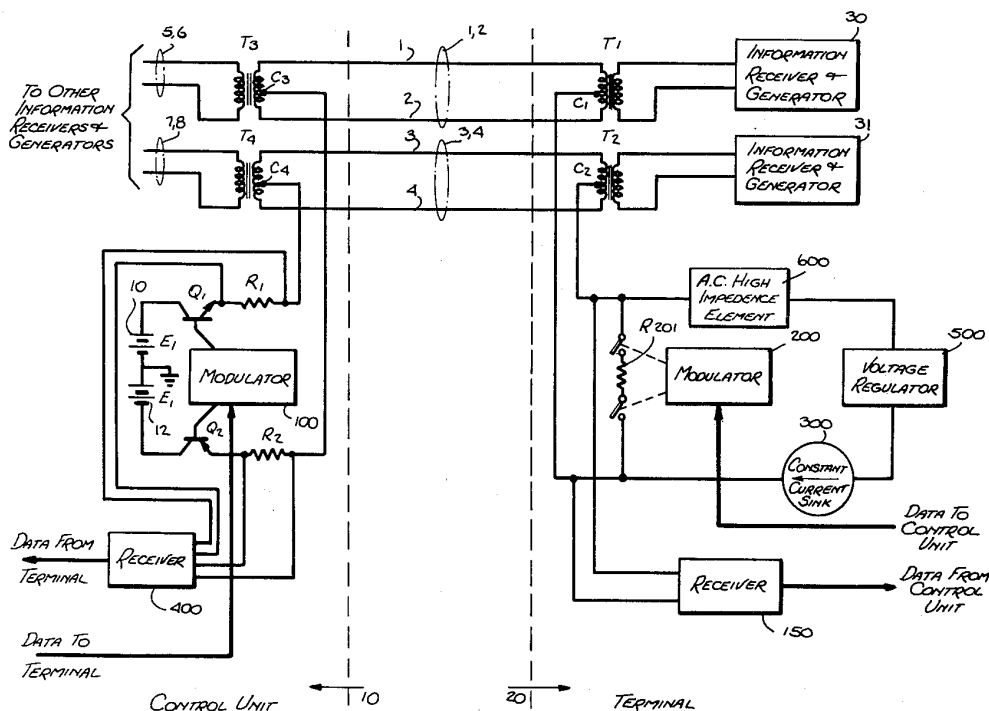 5,6
T3
1
1,2
T1
30
INFORMATION
RECEIVER &
GENERATOR
C3
C1
2
TO OTHER
INFORMATION
RECEIVERS &
GENERATORS
7,8
T4
3
3,4
T2
31
INFORMATION
RECEIVER &
GENERATOR
C4
C2
4
10
Q1
R1
E1
E1
12
MODULATOR
100
Q2
R2
A.C. HIGH
IMPEDENCE
ELEMENT
600
R201
200
MODULATOR
500
VOLTAGE
REGULATOR
300
CONSTANT
CURRENT
SINK
DATA TO
CONTROL
UNIT
DATA FROM
TERMINAL
RECEIVER
400
DATA TO
TERMINAL
RECEIVER
150
DATA FROM
CONTROL
UNIT
CONTROL UNIT
10
20
TERMINAL